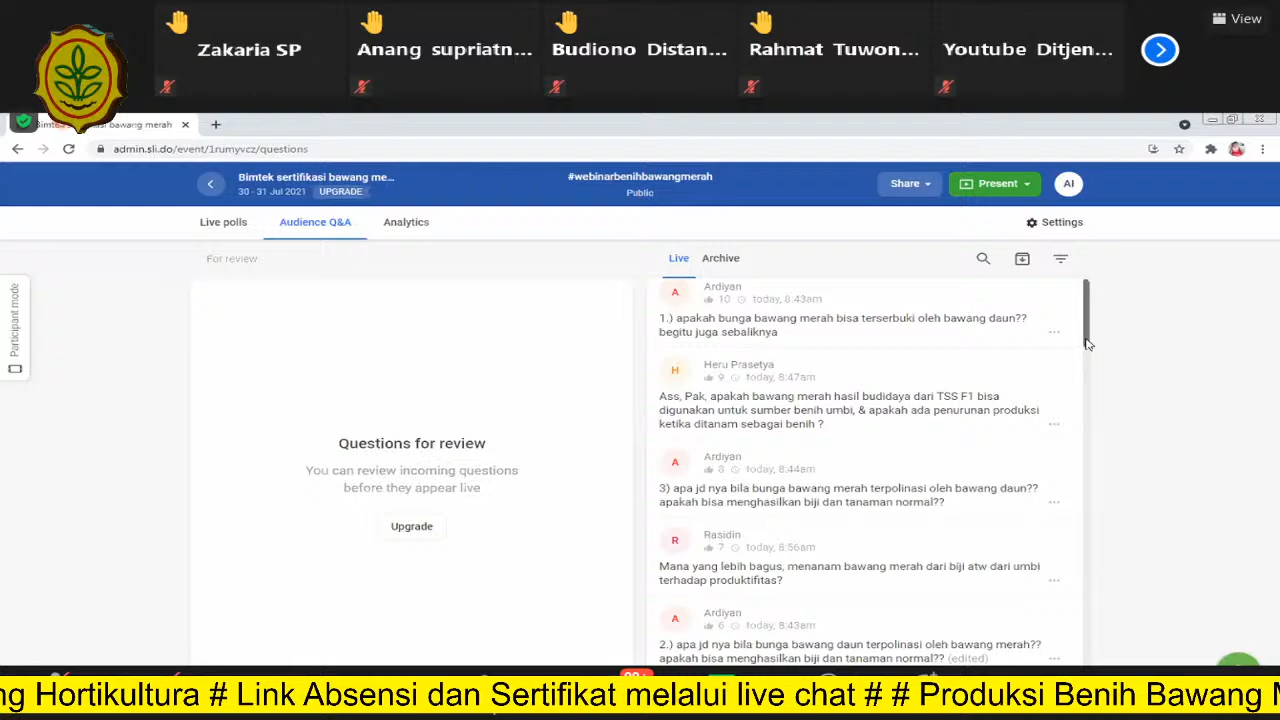 View
Zakaria SP
Anang supriatn...
Budiono Distan...
Rahmat Tuwon...
Youtube Ditjen...
bawang merah
admin.sli.do/event/1rumyvcz/questions
Bimtek sertifikasi bawang me...
30 - 31 Jul 2021 UPGRADE
#webinarbenihbawangmerah
Public
Share
Present
AI
Live polls Audience Q&A Analytics
Settings
For review
Live Archive
Participant mode
Questions for review
You can review incoming questions
before they appear live
Upgrade
A
Ardiyan
10 today, 8:43am
1.) apakah bunga bawang merah bisa terserbuki oleh bawang daun??
begitu juga sebaliknya
H
Heru Prasetya
9 today, 8:47am
Ass, Pak, apakah bawang merah hasil budidaya dari TSS F1 bisa
digunakan untuk sumber benih umbi, & apakah ada penurunan produksi
ketika ditanam sebagai benih ?
A
Ardiyan
8 today, 8:44am
3) apa jd nya bila bunga bawang merah terpolinasi oleh bawang daun??
apakah bisa menghasilkan biji dan tanaman normal??
R
Rasidin
7 today, 8:56am
Mana yang lebih bagus, menanam bawang merah dari biji atw dari umbi
terhadap produktifitas?
A
Ardiyan
6 today, 8:43am
2.) apa jd nya bila bunga bawang daun terpolinasi oleh bawang merah??
apakah bisa menghasilkan biji dan tanaman normal?? (edited)
ng Hortikultura # Link Absensi dan Sertifikat melalui live chat # # Produksi Benih Bawang M